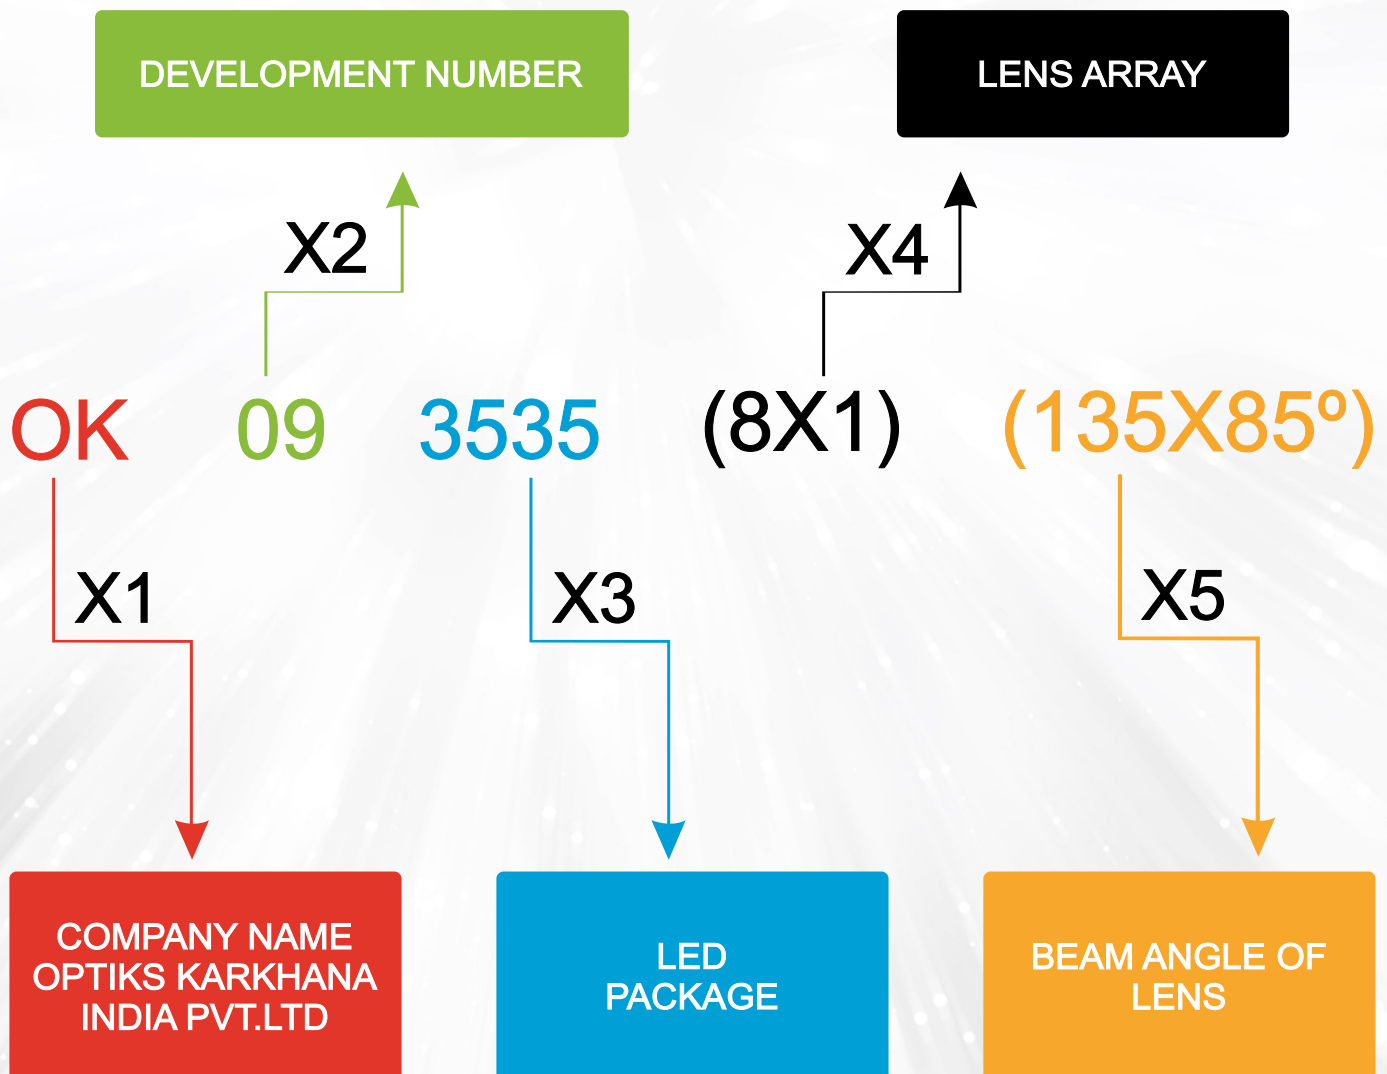 DEVELOPMENT NUMBER
LENS ARRAY
X2
X4
OK 09 3535 (8X1) (135X85º)
X1
X3
X5
COMPANY NAME
OPTIKS KARKHANA
INDIA PVT.LTD
LED
PACKAGE
BEAM ANGLE OF
LENS